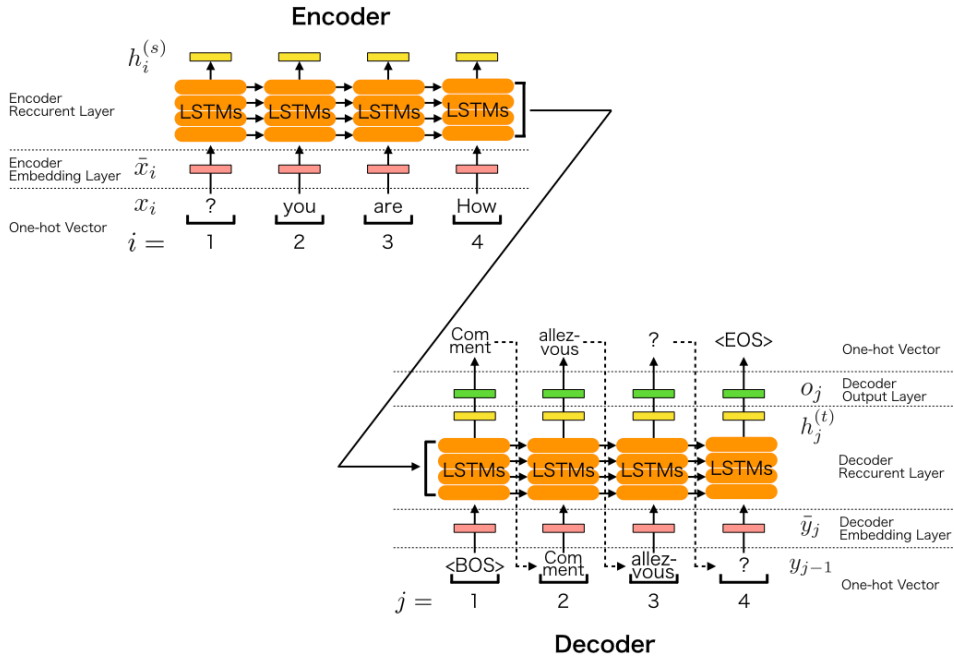 Encoder
h_i^{(s)}
Encoder
Reccurent Layer
LSTMs LSTMs LSTMs LSTMs
Encoder
Embedding Layer
x̄_i
x_i ? you are How
One-hot Vector
i = 1 2 3 4
Com
ment
allez-
vous
?
<EOS>
One-hot Vector
o_j
Decoder
Output Layer
h_j^{(t)}
LSTMs LSTMs LSTMs LSTMs
Decoder
Reccurent Layer
ȳ_j
Decoder
Embedding Layer
<BOS>
Com
ment
allez-
vous
?
y_{j-1}
One-hot Vector
j = 1 2 3 4
Decoder